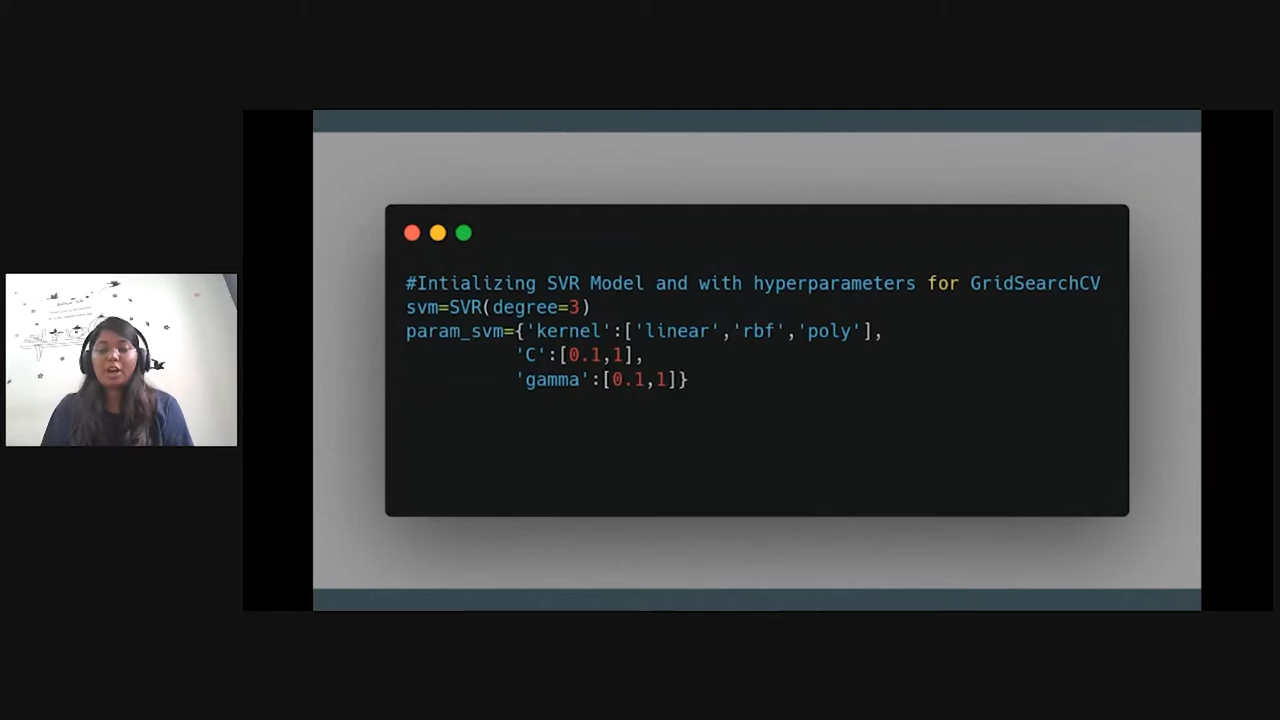 #Intializing SVR Model and with hyperparameters for GridSearchCV
svm=SVR(degree=3)
param_svm={'kernel':['linear','rbf','poly'],
'C':[0.1,1],
'gamma':[0.1,1]}